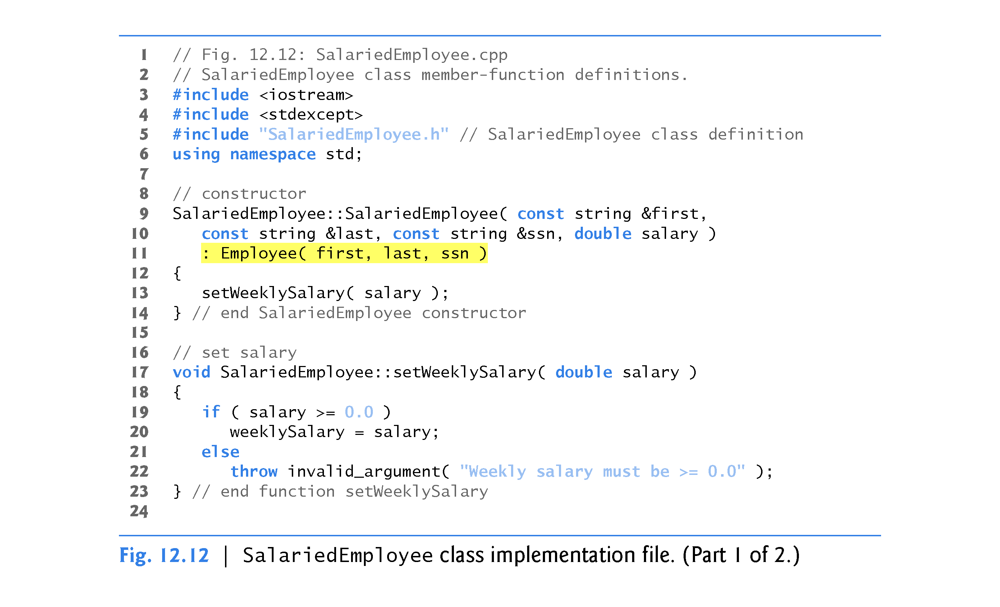 1 // Fig. 12.12: SalariedEmployee.cpp
2 // SalariedEmployee class member-function definitions.
3 #include <iostream>
4 #include <stdexcept>
5 #include "SalariedEmployee.h" // SalariedEmployee class definition
6 using namespace std;
7
8 // constructor
9 SalariedEmployee::SalariedEmployee( const string &first,
10 const string &last, const string &ssn, double salary )
11 : Employee( first, last, ssn )
12 {
13 setWeeklySalary( salary );
14 } // end SalariedEmployee constructor
15
16 // set salary
17 void SalariedEmployee::setWeeklySalary( double salary )
18 {
19 if ( salary >= 0.0 )
20 weeklySalary = salary;
21 else
22 throw invalid_argument( "Weekly salary must be >= 0.0" );
23 } // end function setWeeklySalary
24
Fig. 12.12 | SalariedEmployee class implementation file. (Part 1 of 2.)